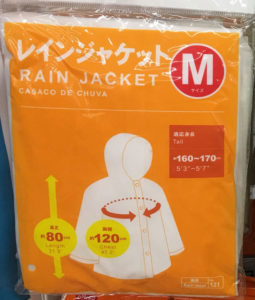 レインジャケット
RAIN JACKET
CASACO DE CHUVA
M
サイズ
適応身長
Tall
約160~170cm
5'3"~5'7"
着丈
約80cm
Length
胸囲
約120cm
Chest